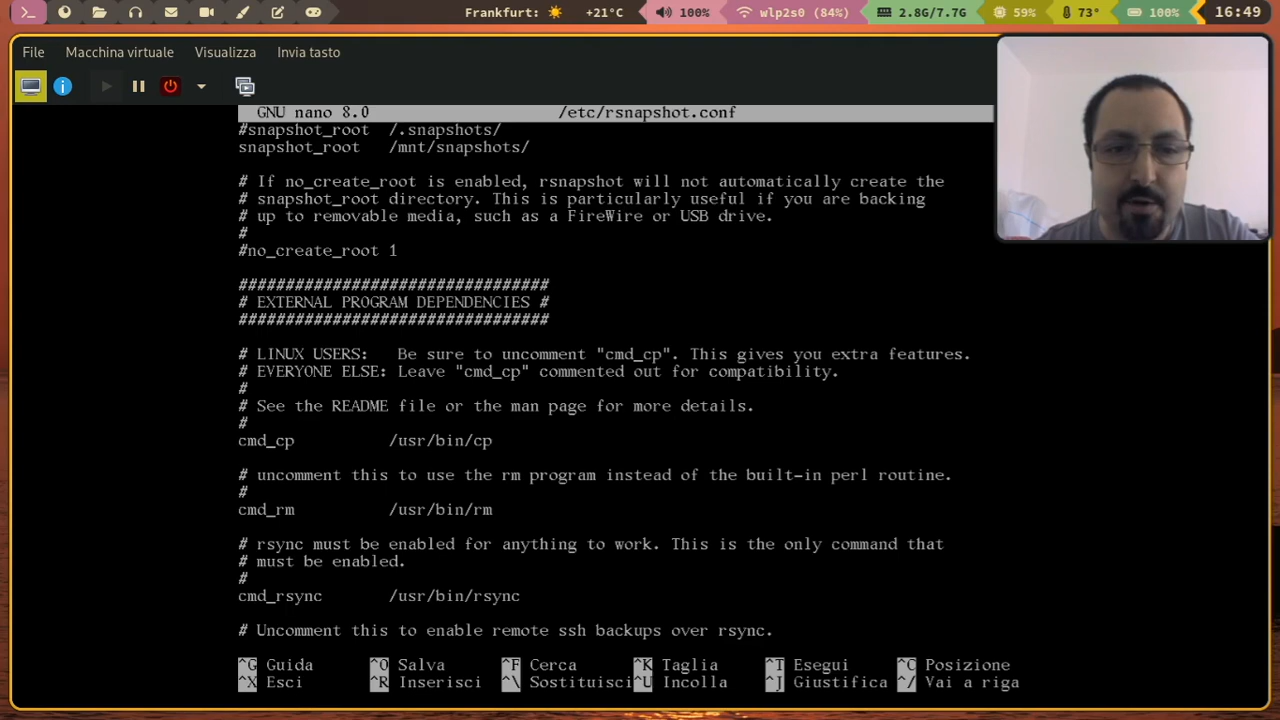 Frankfurt: +21°C 100% wlp2s0 (84%) 2.8G/7.7G 59% 73° 100% 16:49
File Macchina virtuale Visualizza Invia tasto
GNU nano 8.0 /etc/rsnapshot.conf
#snapshot_root /.snapshots/
snapshot_root /mnt/snapshots/
# If no_create_root is enabled, rsnapshot will not automatically create the
# snapshot_root directory. This is particularly useful if you are backing
# up to removable media, such as a FireWire or USB drive.
#
#no_create_root 1
#################################
# EXTERNAL PROGRAM DEPENDENCIES #
#################################
# LINUX USERS: Be sure to uncomment "cmd_cp". This gives you extra features.
# EVERYONE ELSE: Leave "cmd_cp" commented out for compatibility.
#
# See the README file or the man page for more details.
#
cmd_cp /usr/bin/cp
# uncomment this to use the rm program instead of the built-in perl routine.
#
cmd_rm /usr/bin/rm
# rsync must be enabled for anything to work. This is the only command that
# must be enabled.
#
cmd_rsync /usr/bin/rsync
# Uncomment this to enable remote ssh backups over rsync.
^G Guida ^O Salva ^F Cerca ^K Taglia ^T Esegui ^C Posizione
^X Esci ^R Inserisci ^\ Sostituisci ^U Incolla ^J Giustifica ^/ Vai a riga